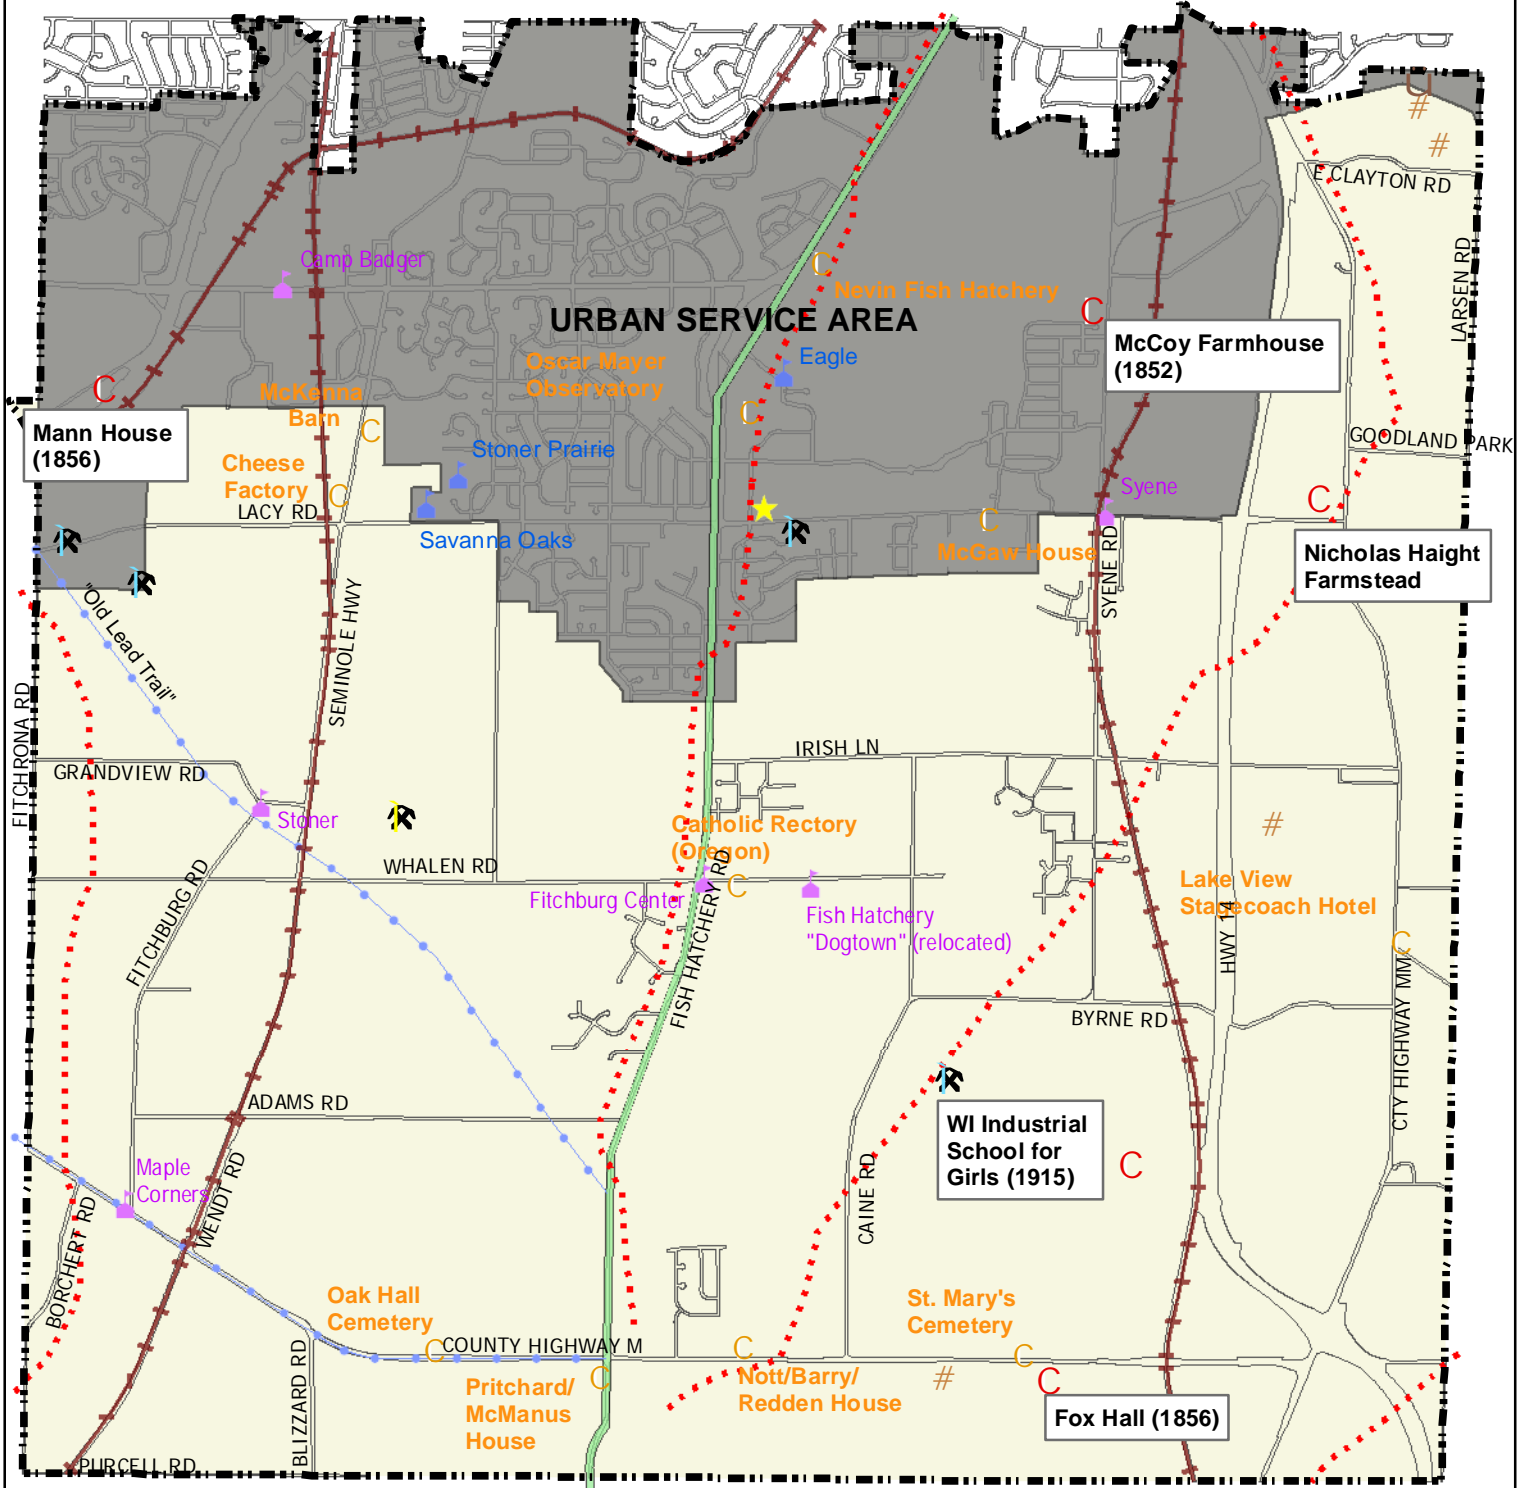 E CLAYTON RD
LARSEN RD
Camp Badger
Nevin Fish Hatchery
URBAN SERVICE AREA
McCoy Farmhouse
(1852)
Eagle
Oscar Mayer
Observatory
McKenna
Barn
Mann House
(1856)
GOODLAND PARK
Stoner Prairie
Cheese
Factory
Syene
LACY RD
Savanna Oaks
McGaw House
Nicholas Haight
Farmstead
SYENE RD
"Old Lead Trail"
SEMINOLE HWY
FITCHRONA RD
IRISH LN
GRANDVIEW RD
Stoner
Catholic Rectory
(Oregon)
WHALEN RD
Fitchburg Center
Fish Hatchery
"Dogtown" (relocated)
Lake View
Stagecoach Hotel
FITCHBURG RD
FISH HATCHERY RD
HWY 14
CTY HIGHWAY MM
BYRNE RD
ADAMS RD
WI Industrial
School for
Girls (1915)
Maple
Corners
WENDT RD
CAINE RD
BORCHERT RD
Oak Hall
Cemetery
St. Mary's
Cemetery
COUNTY HIGHWAY M
BLIZZARD RD
Pritchard/
McManus
House
Nott/Barry/
Redden House
Fox Hall (1856)
PURCELL RD